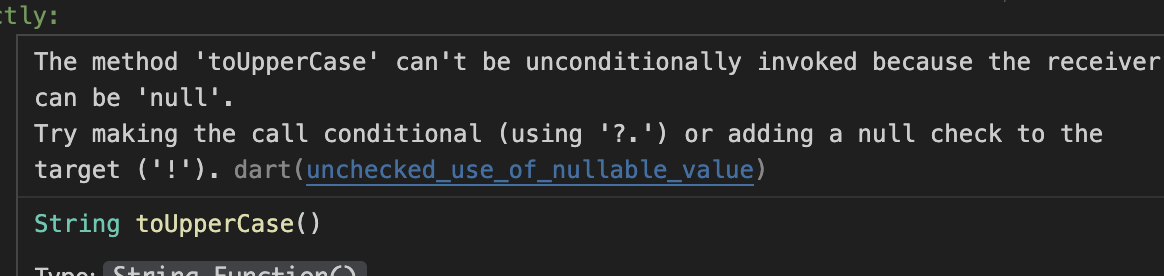 ctly:
The method 'toUpperCase' can't be unconditionally invoked because the receiver
can be 'null'.
Try making the call conditional (using '?.') or adding a null check to the
target ('!'). dart(unchecked_use_of_nullable_value)
String toUpperCase()
Type: String Function()